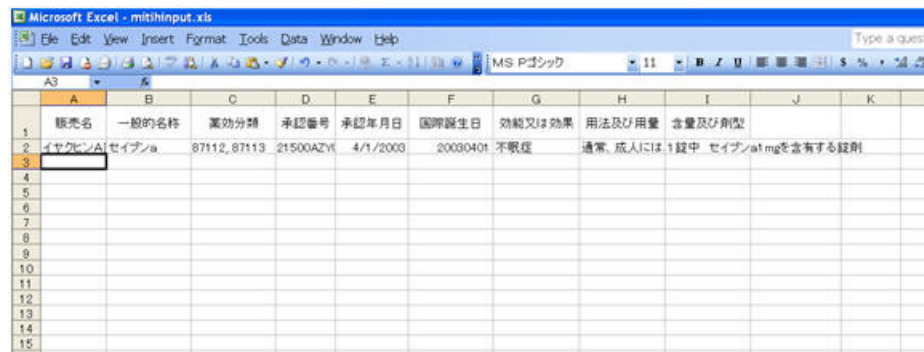 Microsoft Excel - mitihinput.xls
File Edit View Insert Format Tools Data Window Help
Type a quest
MS Pゴシック 11 B I U $ % ,
A3 fx
A B C D E F G H I J K
1 販売名 一般的名称 薬効分類 承認番号 承認年月日 国際誕生日 効能又は効果 用法及び用量 含量及び剤型
2 イヤクヒンA セイブンa 87112, 87113 21500AZY 4/1/2003 20030401 不眠症 通常、成人には 1錠中 セイブンa1mgを含有する錠剤
3
4
5
6
7
8
9
10
11
12
13
14
15